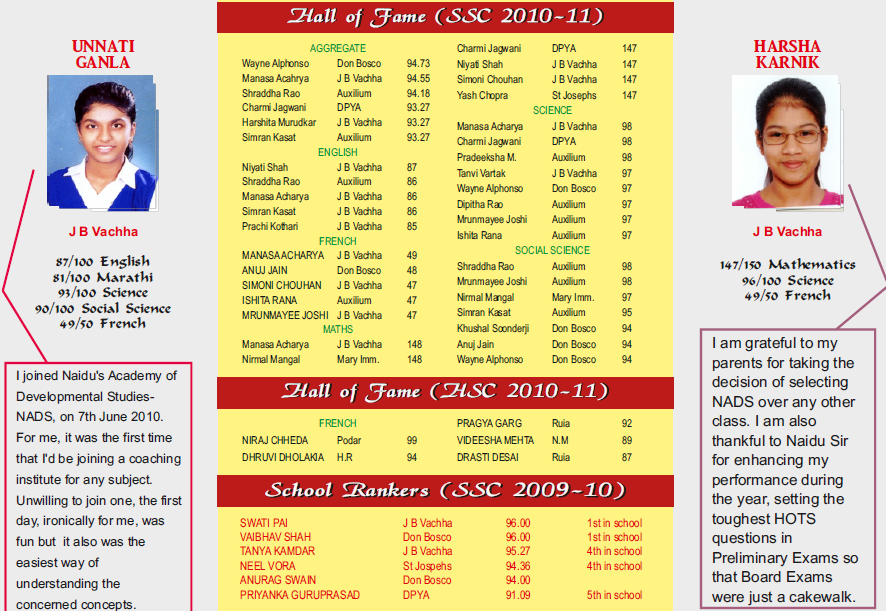 UNNATI
GANLA
J B Vachha
87/100 English
81/100 Marathi
93/100 Science
90/100 Social Science
49/50 French
I joined Naidu's Academy of
Developmental Studies-
NADS, on 7th June 2010.
For me, it was the first time
that I'd be joining a coaching
institute for any subject.
Unwilling to join one, the first
day, ironically for me, was
fun but it also was the
easiest way of
understanding the
concerned concepts.
Hall of Fame (SSC 2010-11)
AGGREGATE
Wayne Alphonso Don Bosco 94.73
Manasa Acahrya J B Vachha 94.55
Shraddha Rao Auxilium 94.18
Charmi Jagwani DPYA 93.27
Harshita Murudkar J B Vachha 93.27
Simran Kasat Auxilium 93.27
ENGLISH
Niyati Shah J B Vachha 87
Shraddha Rao Auxilium 86
Manasa Acharya J B Vachha 86
Simran Kasat J B Vachha 86
Prachi Kothari J B Vachha 85
FRENCH
MANASA ACHARYA J B Vachha 49
ANUJ JAIN Don Bosco 48
SIMONI CHOUHAN J B Vachha 47
ISHITA RANA Auxilium 47
MRUNMAYEE JOSHI J B Vachha 47
MATHS
Manasa Acharya J B Vachha 148
Nirmal Mangal Mary Imm. 148
Charmi Jagwani DPYA 147
Niyati Shah J B Vachha 147
Simoni Chouhan J B Vachha 147
Yash Chopra St Josephs 147
SCIENCE
Manasa Acharya J B Vachha 98
Charmi Jagwani DPYA 98
Pradeeksha M. Auxilium 98
Tanvi Vartak J B Vachha 97
Wayne Alphonso Don Bosco 97
Dipitha Rao Auxilium 97
Mrunmayee Joshi Auxilium 97
Ishita Rana Auxilium 97
SOCIAL SCIENCE
Shraddha Rao Auxilium 98
Mrunmayee Joshi Auxilium 98
Nirmal Mangal Mary Imm. 97
Simran Kasat Auxilium 95
Khushal Soonderji Don Bosco 94
Anuj Jain Don Bosco 94
Wayne Alphonso Don Bosco 94
Hall of Fame (HSC 2010-11)
FRENCH
NIRAJ CHHEDA Podar 99
DHRUVI DHOLAKIA H.R 94
PRAGYA GARG Ruia 92
VIDEESHA MEHTA N.M 89
DRASTI DESAI Ruia 87
School Rankers (SSC 2009-10)
SWATI PAI J B Vachha 96.00 1st in school
VAIBHAV SHAH Don Bosco 96.00 1st in school
TANYA KAMDAR J B Vachha 95.27 4th in school
NEEL VORA St Jospehs 94.36 4th in school
ANURAG SWAIN Don Bosco 94.00
PRIYANKA GURUPRASAD DPYA 91.09 5th in school
HARSHA
KARNIK
J B Vachha
147/150 Mathematics
96/100 Science
49/50 French
I am grateful to my
parents for taking the
decision of selecting
NADS over any other
class. I am also
thankful to Naidu Sir
for enhancing my
performance during
the year, setting the
toughest HOTS
questions in
Preliminary Exams so
that Board Exams
were just a cakewalk.